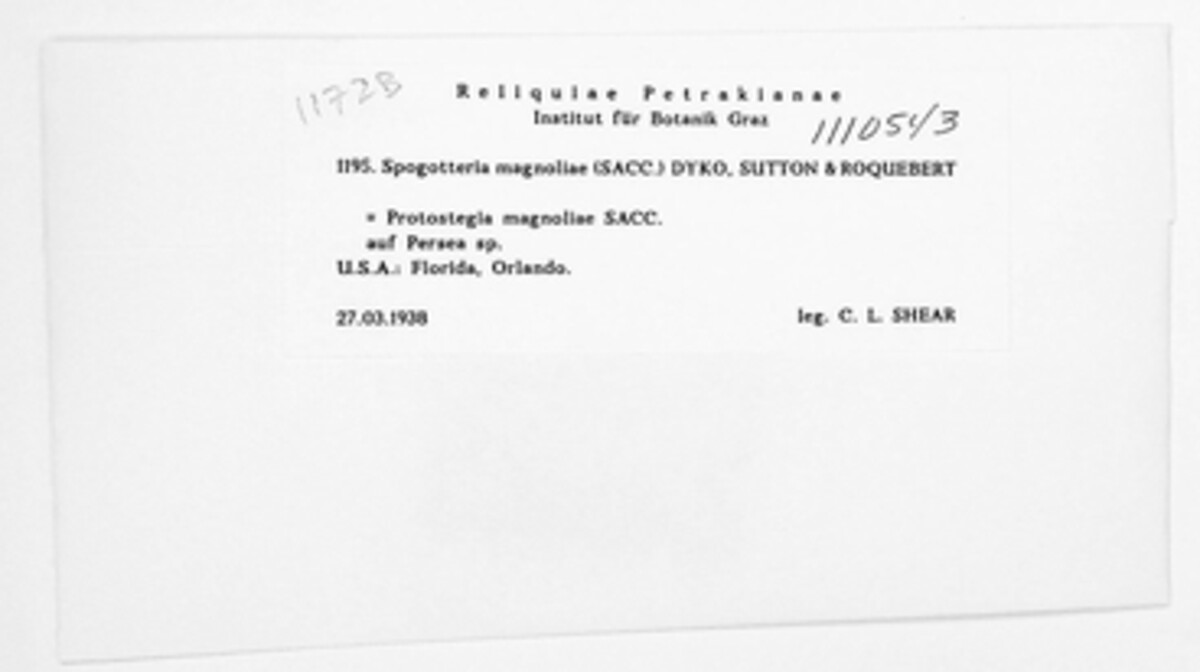 1172B
Reliquiae Petrakianae
Institut für Botanik Graz
111054/3
1195. Spogotteria magnoliae (SACC.) DYKO, SUTTON & ROQUEBERT
= Protostegia magnoliae SACC.
auf Persea sp.
U.S.A.: Florida, Orlando.
27.03.1938 leg. C. L. SHEAR